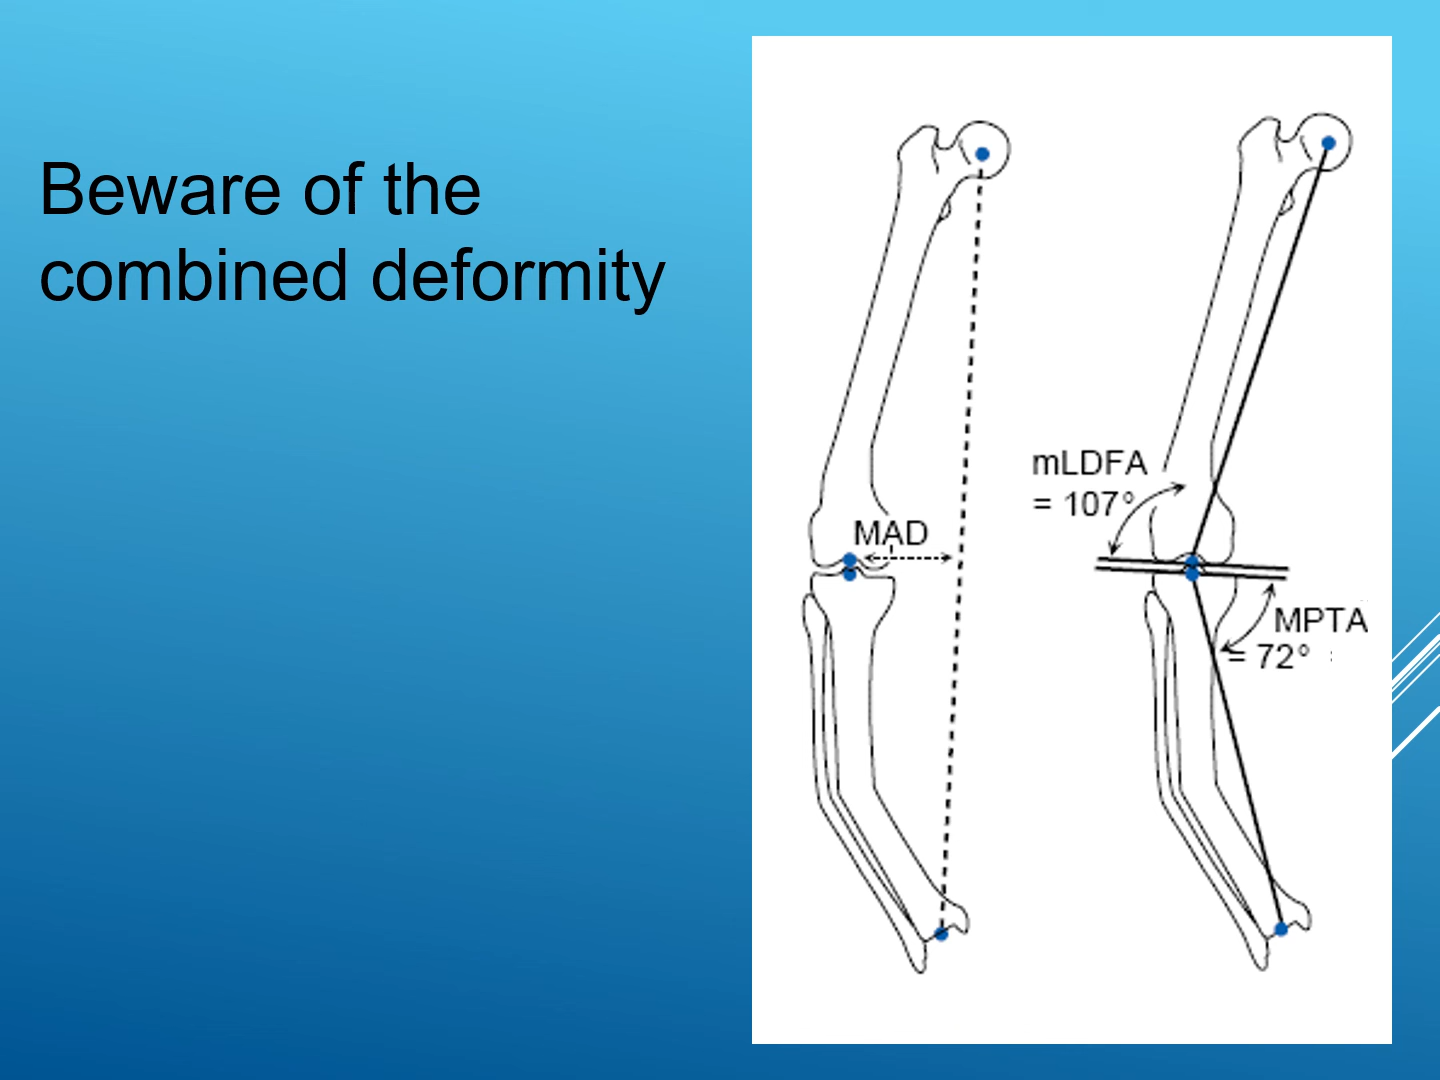 Beware of the
combined deformity
MAD
mLDFA
= 107°
MPTA
= 72°